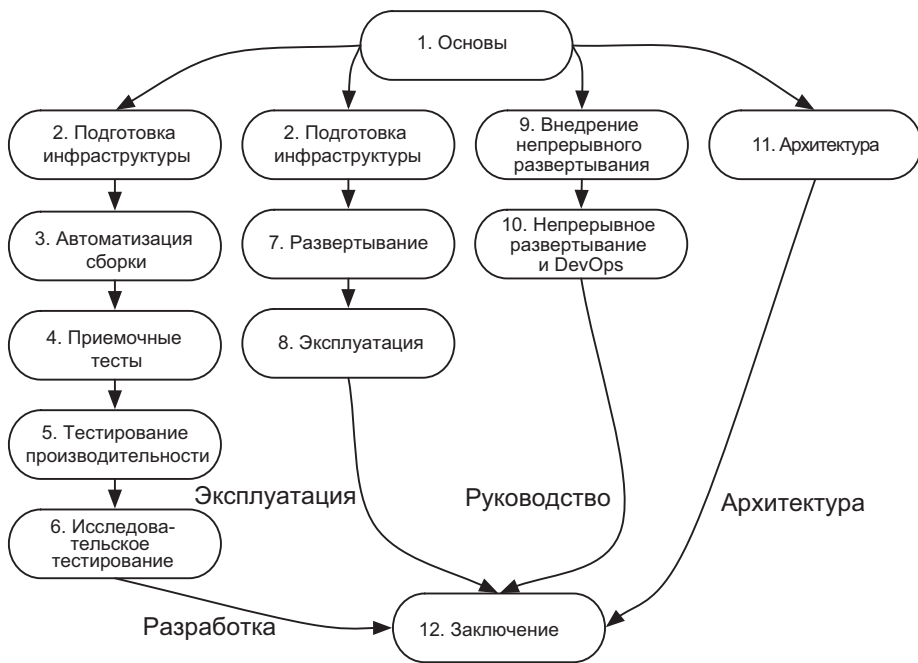 1. Основы
2. Подготовка
инфраструктуры
2. Подготовка
инфраструктуры
9. Внедрение
непрерывного
развертывания
11. Архитектура
3. Автоматизация
сборки
7. Развертывание
10. Непрерывное
развертывание
и DevOps
4. Приемочные
тесты
8. Эксплуатация
5. Тестирование
производительности
Эксплуатация
Руководство
Архитектура
6. Исследова-
тельское
тестирование
Разработка
12. Заключение